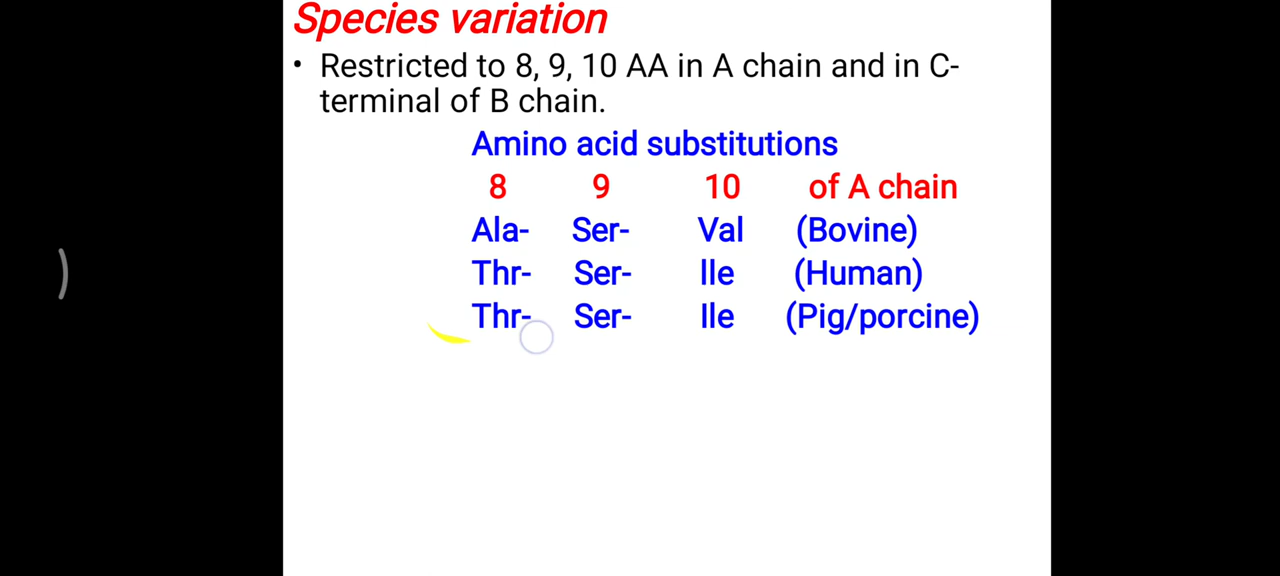 Species variation
• Restricted to 8, 9, 10 AA in A chain and in C-
terminal of B chain.
Amino acid substitutions
8 9 10 of A chain
Ala- Ser- Val (Bovine)
Thr- Ser- lle (Human)
Thr- Ser- Ile (Pig/porcine)